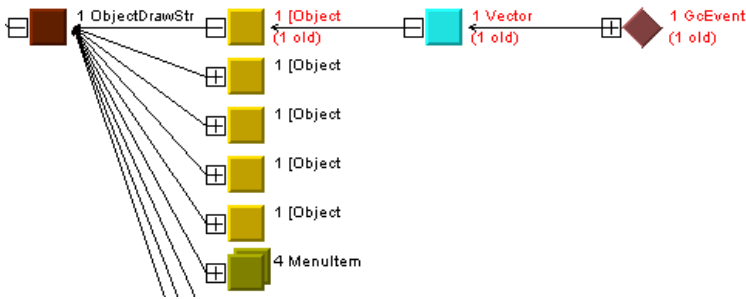 1 ObjectDrawStr
1 [Object
(1 old)
1 Vector
(1 old)
1 GcEvent
(1 old)
1 [Object
1 [Object
1 [Object
1 [Object
4 MenuItem